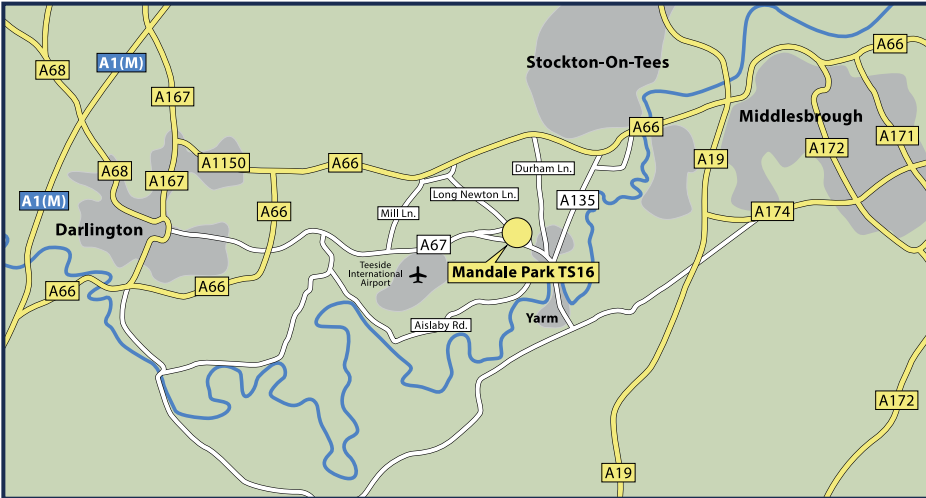 A66
A68
A1(M)
Stockton-On-Tees
A167
Middlesbrough
A66
A171
A172
A1150
A66
A19
A68
A167
Durham Ln.
Long Newton Ln.
A1(M)
A66
Mill Ln.
A135
A174
Darlington
A67
Teeside
International
Airport
Mandale Park TS16
A66
A66
Yarm
Aislaby Rd.
A172
A19